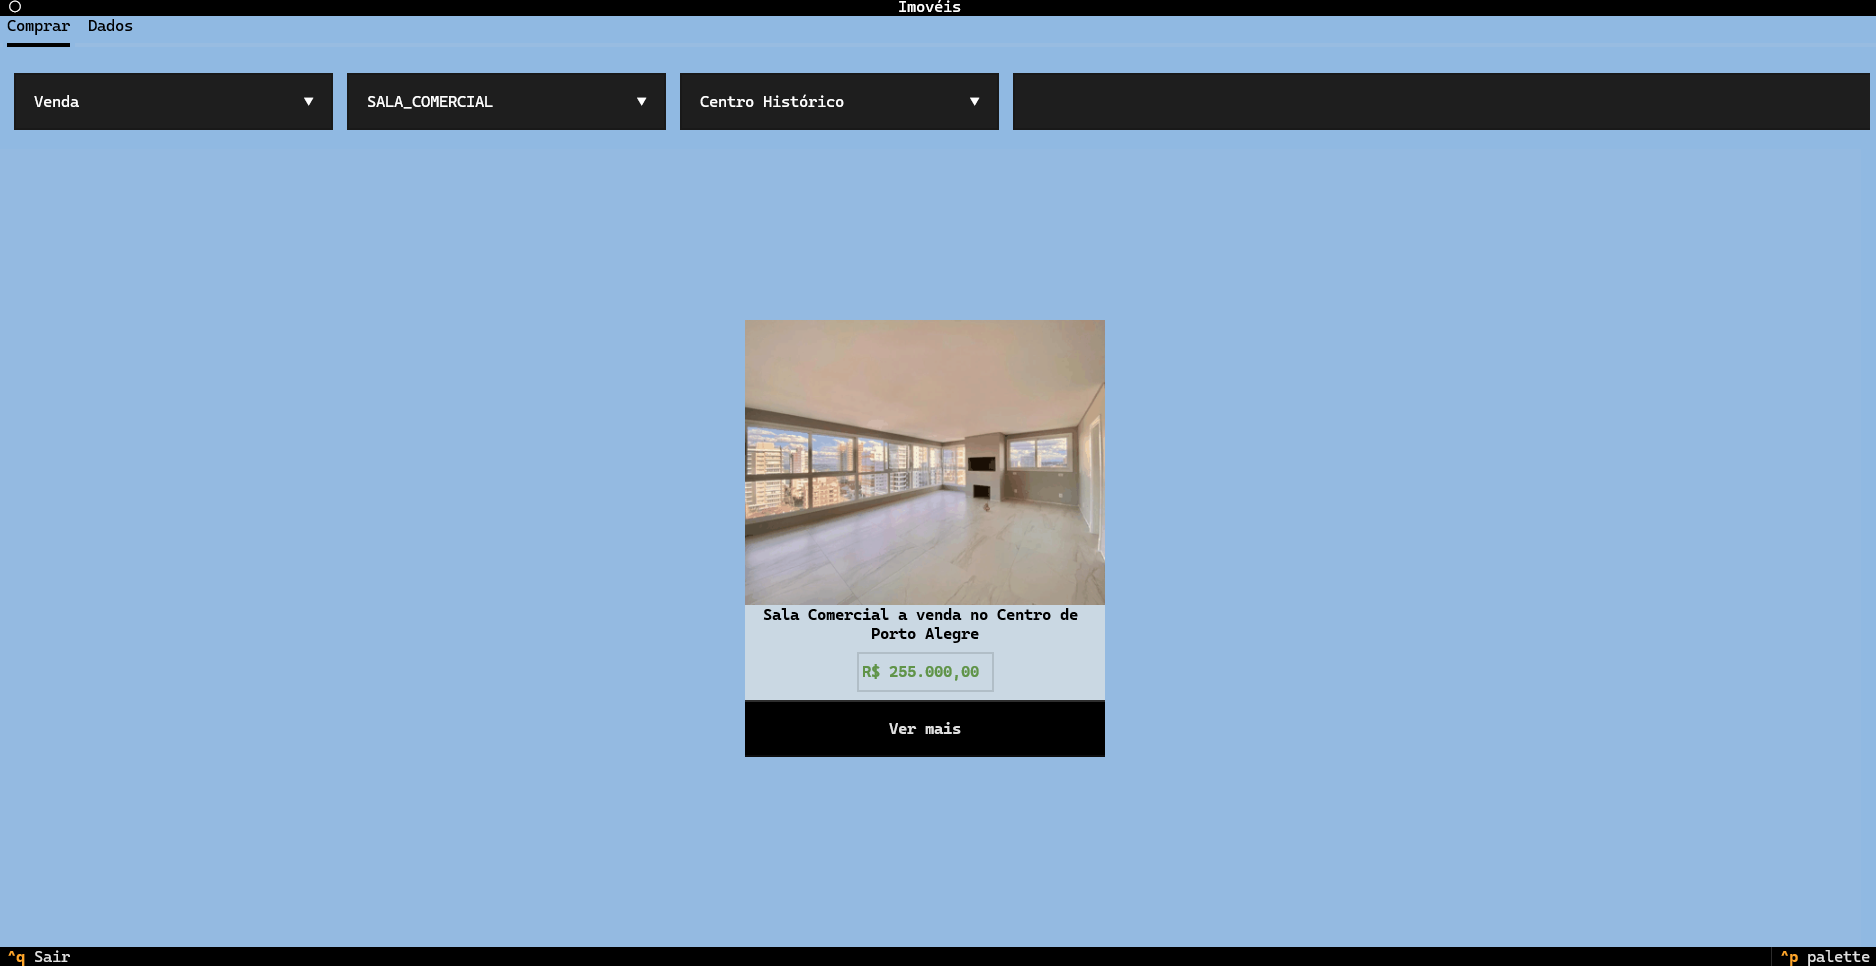 Imovéis
Comprar Dados
Venda ▼ SALA_COMERCIAL ▼ Centro Histórico ▼
Sala Comercial a venda no Centro de
Porto Alegre
R$ 255.000,00
Ver mais
^q Sair ^p palette